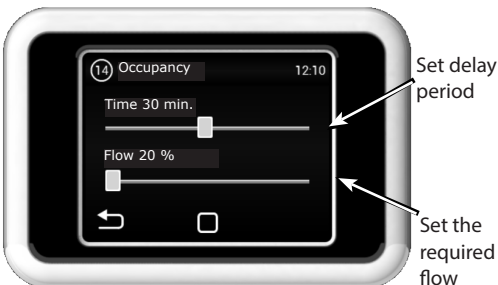 14 Occupancy 12:10
Time 30 min.
Flow 20 %
Set delay
period
Set the
required
flow